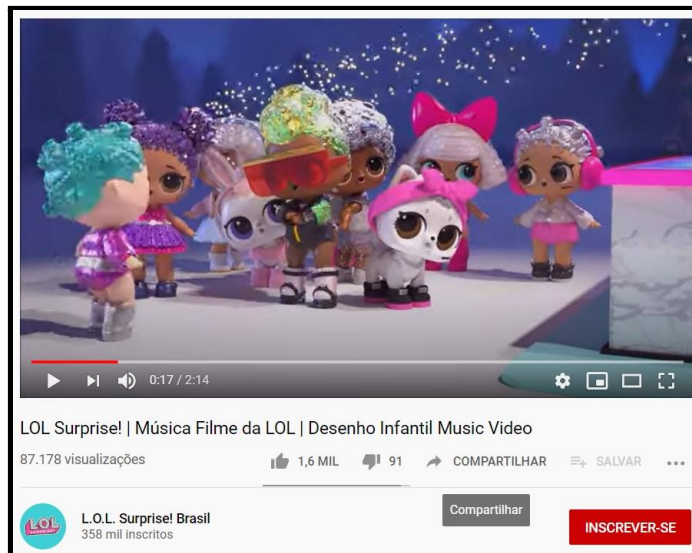 0:17 / 2:14
LOL Surprise! | Música Filme da LOL | Desenho Infantil Music Video
87.178 visualizações 1,6 MIL 91 COMPARTILHAR SALVAR
Compartilhar
LOL L.O.L. Surprise! Brasil
358 mil inscritos
INSCREVER-SE